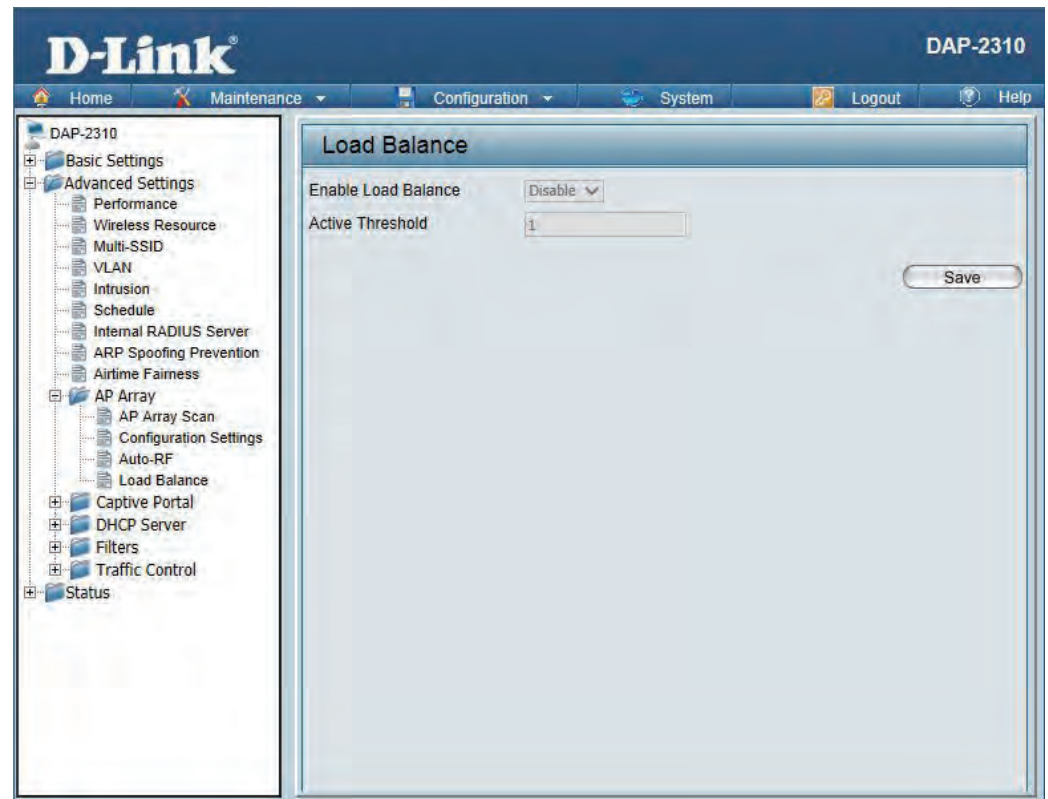 D-Link®
DAP-2310
Home Maintenance Configuration System Logout Help
DAP-2310
Basic Settings
Advanced Settings
Performance
Wireless Resource
Multi-SSID
VLAN
Intrusion
Schedule
Internal RADIUS Server
ARP Spoofing Prevention
Airtime Fairness
AP Array
AP Array Scan
Configuration Settings
Auto-RF
Load Balance
Captive Portal
DHCP Server
Filters
Traffic Control
Status
Load Balance
Enable Load Balance Disable
Active Threshold 1
Save